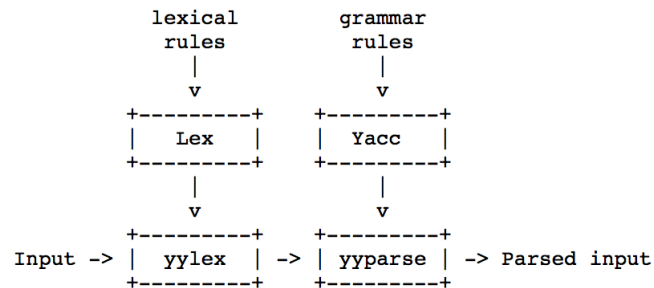 lexical grammar
rules rules
| |
v v
+---------+ +---------+
| Lex | | Yacc |
+---------+ +---------+
| |
v v
+---------+ +---------+
Input -> | yylex | -> | yyparse | -> Parsed input
+---------+ +---------+